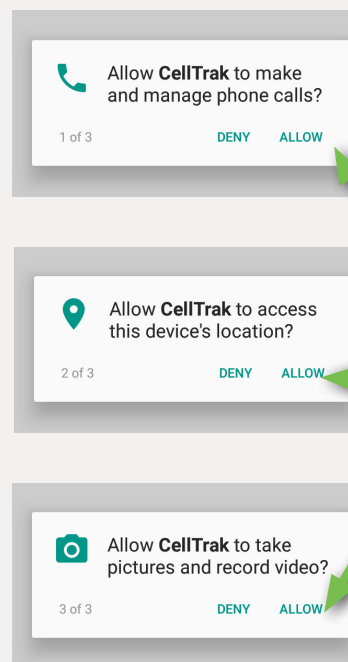 Allow CellTrak to make
and manage phone calls?
1 of 3 DENY ALLOW
Allow CellTrak to access
this device's location?
2 of 3 DENY ALLOW
Allow CellTrak to take
pictures and record video?
3 of 3 DENY ALLOW